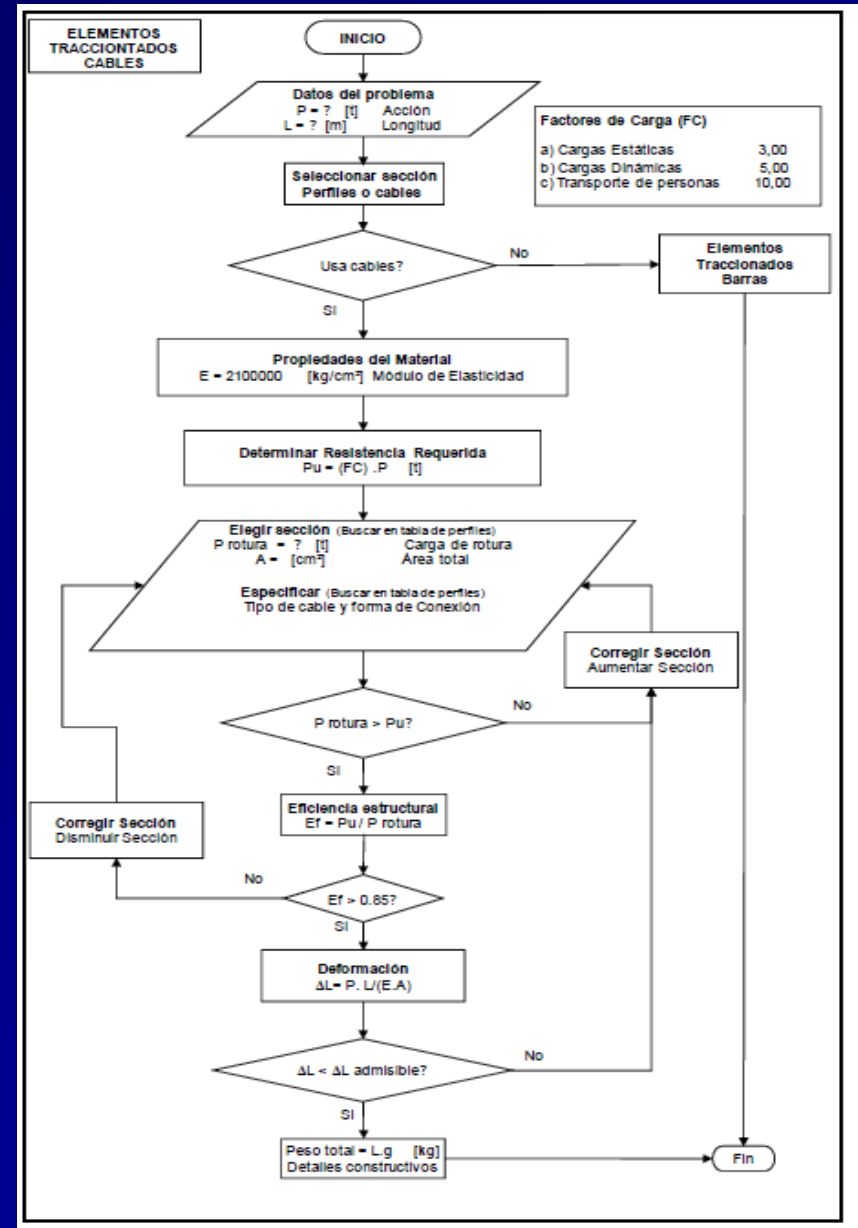 ELEMENTOS
TRACCIONTADOS
CABLES
INICIO
Datos del problema
P = ? [t] Acción
L = ? [m] Longitud
Factores de Carga (FC)
a) Cargas Estáticas 3,00
b) Cargas Dinámicas 5,00
c) Transporte de personas 10,00
Seleccionar sección
Perfiles o cables
Usa cables?
No
Elementos
Traccionados
Barras
SI
Propiedades del Material
E = 2100000 [kg/cm²] Módulo de Elasticidad
Determinar Resistencia Requerida
Pu = (FC) .P [t]
Elegir sección (Buscar en tabla de perfiles)
P rotura = ? [t] Carga de rotura
A = [cm²] Área total
Especificar (Buscar en tabla de perfiles)
Tipo de cable y forma de Conexión
Corregir Sección
Aumentar Sección
No
P rotura > Pu?
SI
Eficiencia estructural
Ef = Pu / P rotura
Corregir Sección
Disminuir Sección
No
Ef > 0.85?
SI
Deformación
ΔL= P. L/(E.A)
No
ΔL < ΔL admisible?
SI
Peso total = L.g [kg]
Detalles constructivos
Fin